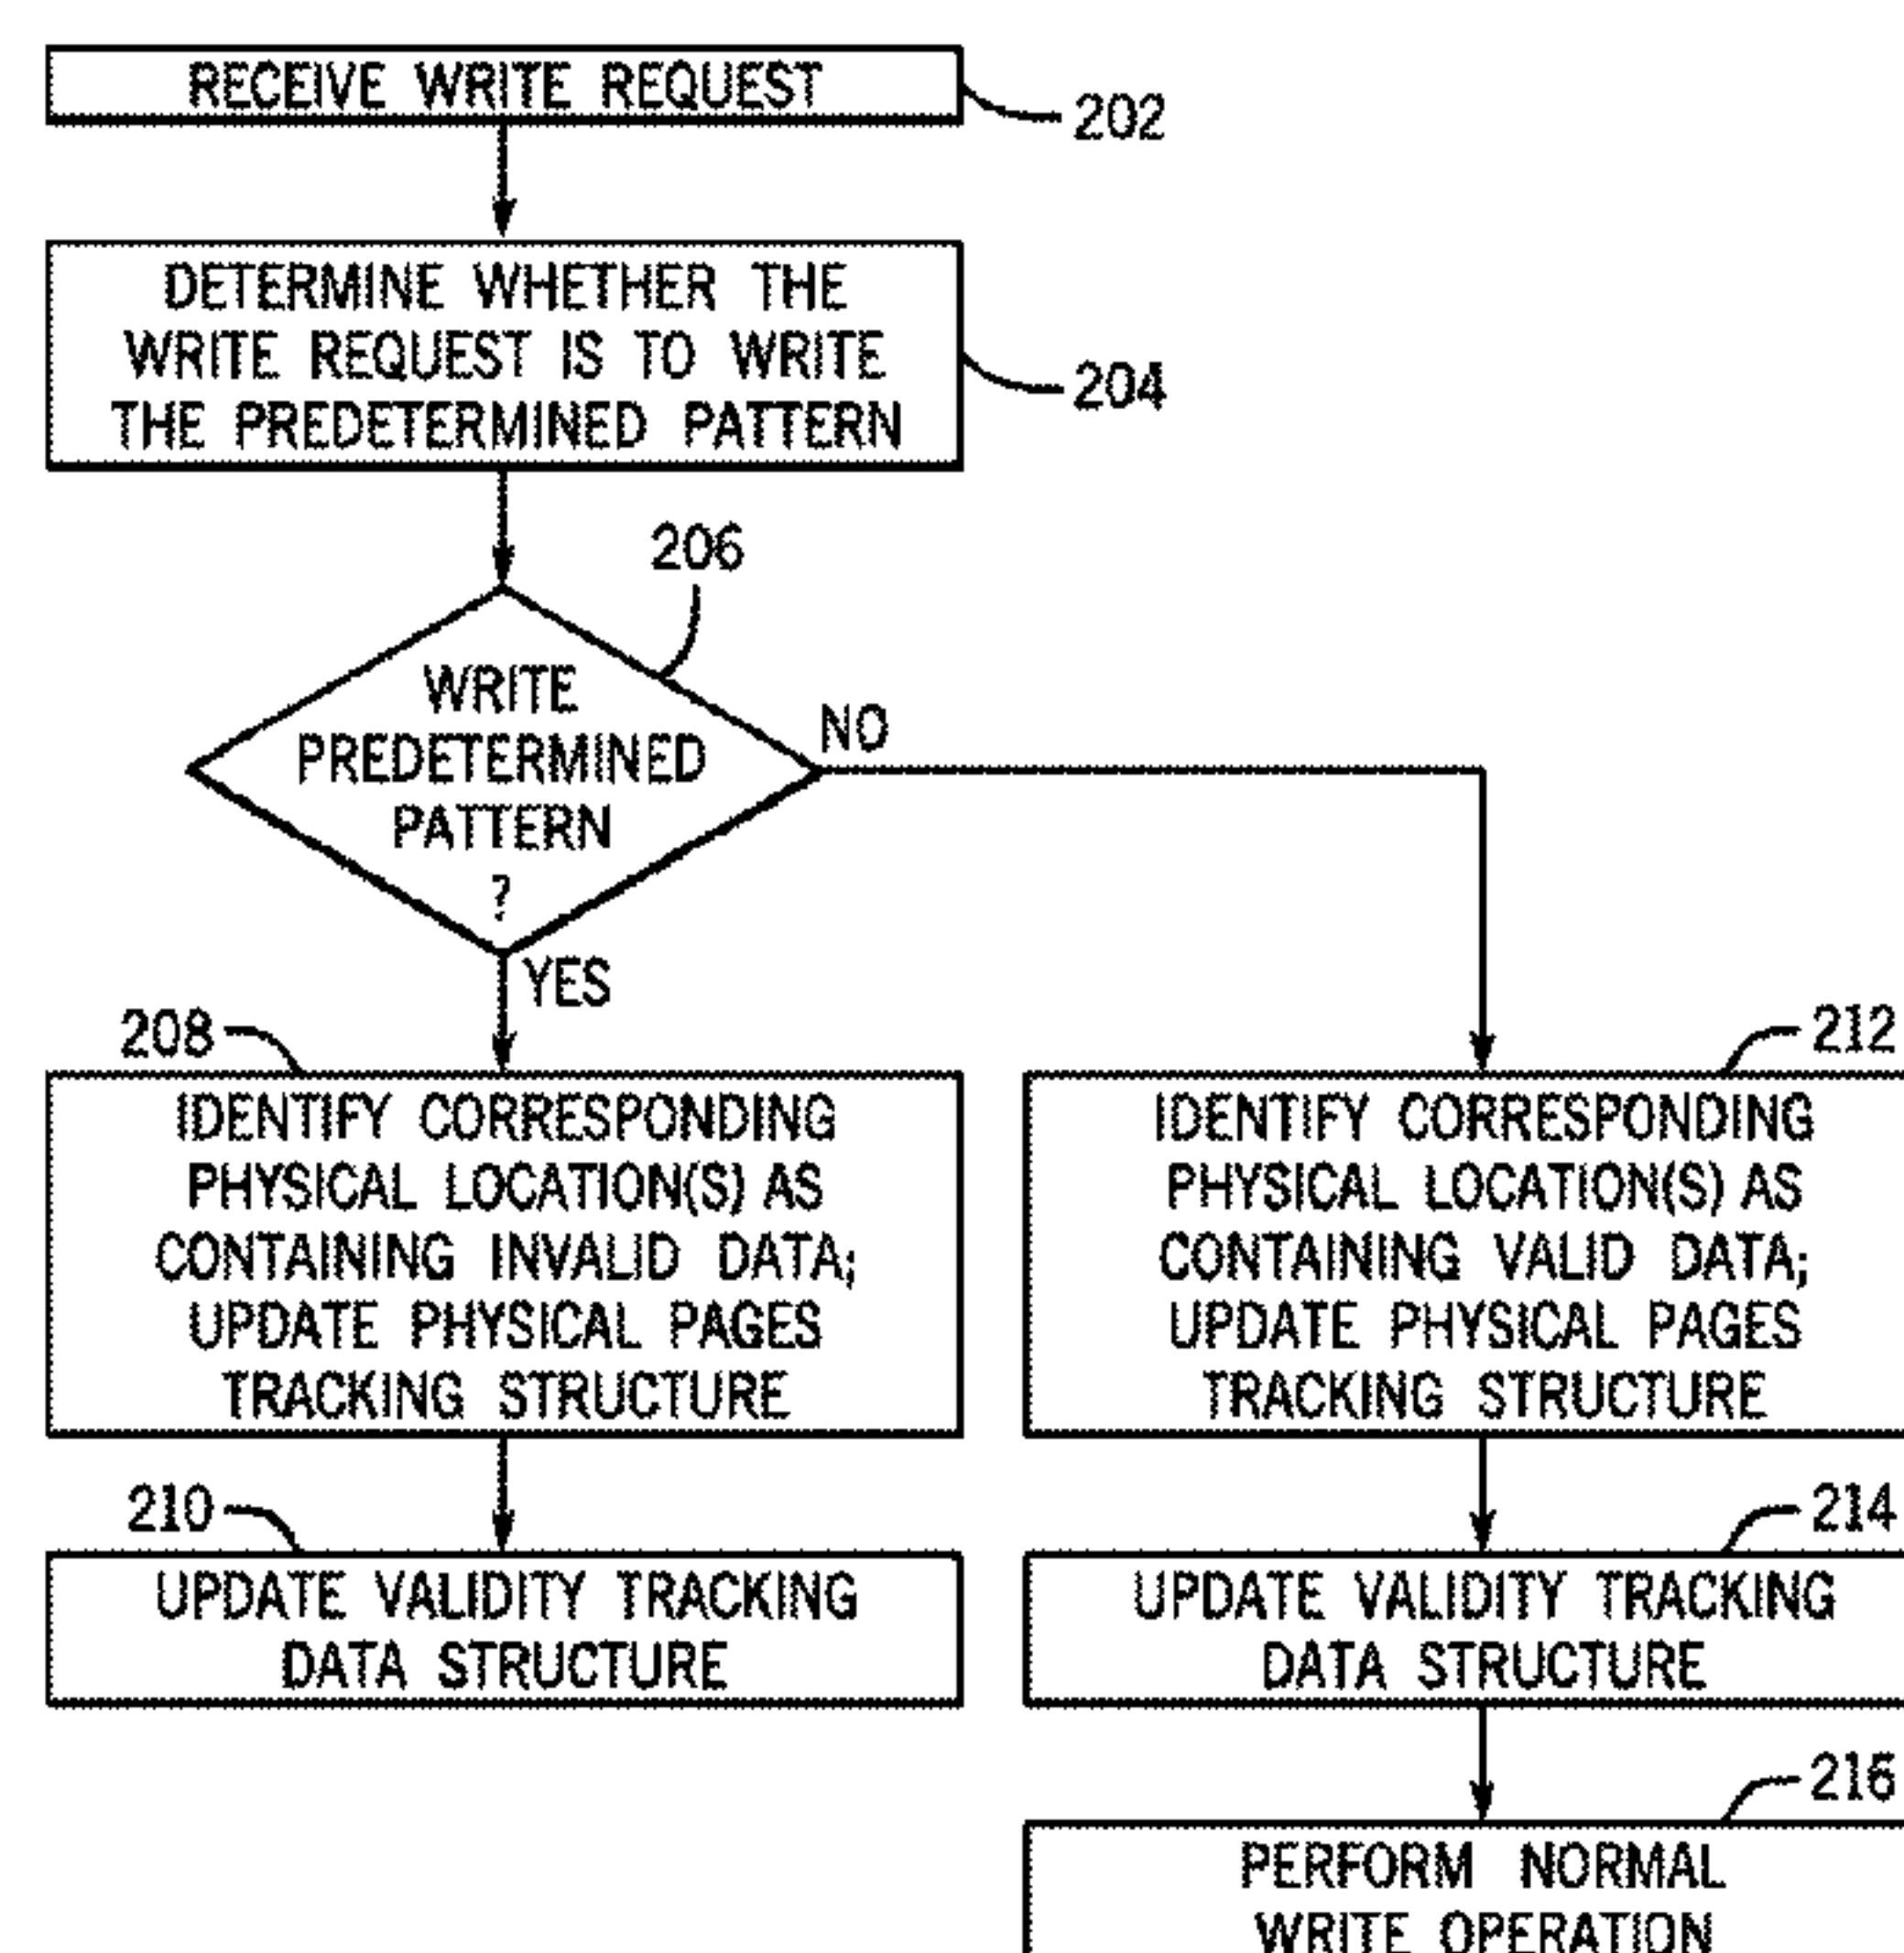 RECEIVE WRITE REQUEST
202
DETERMINE WHETHER THE
WRITE REQUEST IS TO WRITE
THE PREDETERMINED PATTERN
204
206
WRITE
PREDETERMINED
PATTERN
?
NO
YES
208
IDENTIFY CORRESPONDING
PHYSICAL LOCATION(S) AS
CONTAINING INVALID DATA;
UPDATE PHYSICAL PAGES
TRACKING STRUCTURE
210
UPDATE VALIDITY TRACKING
DATA STRUCTURE
212
IDENTIFY CORRESPONDING
PHYSICAL LOCATION(S) AS
CONTAINING VALID DATA;
UPDATE PHYSICAL PAGES
TRACKING STRUCTURE
214
UPDATE VALIDITY TRACKING
DATA STRUCTURE
216
PERFORM NORMAL
WRITE OPERATION